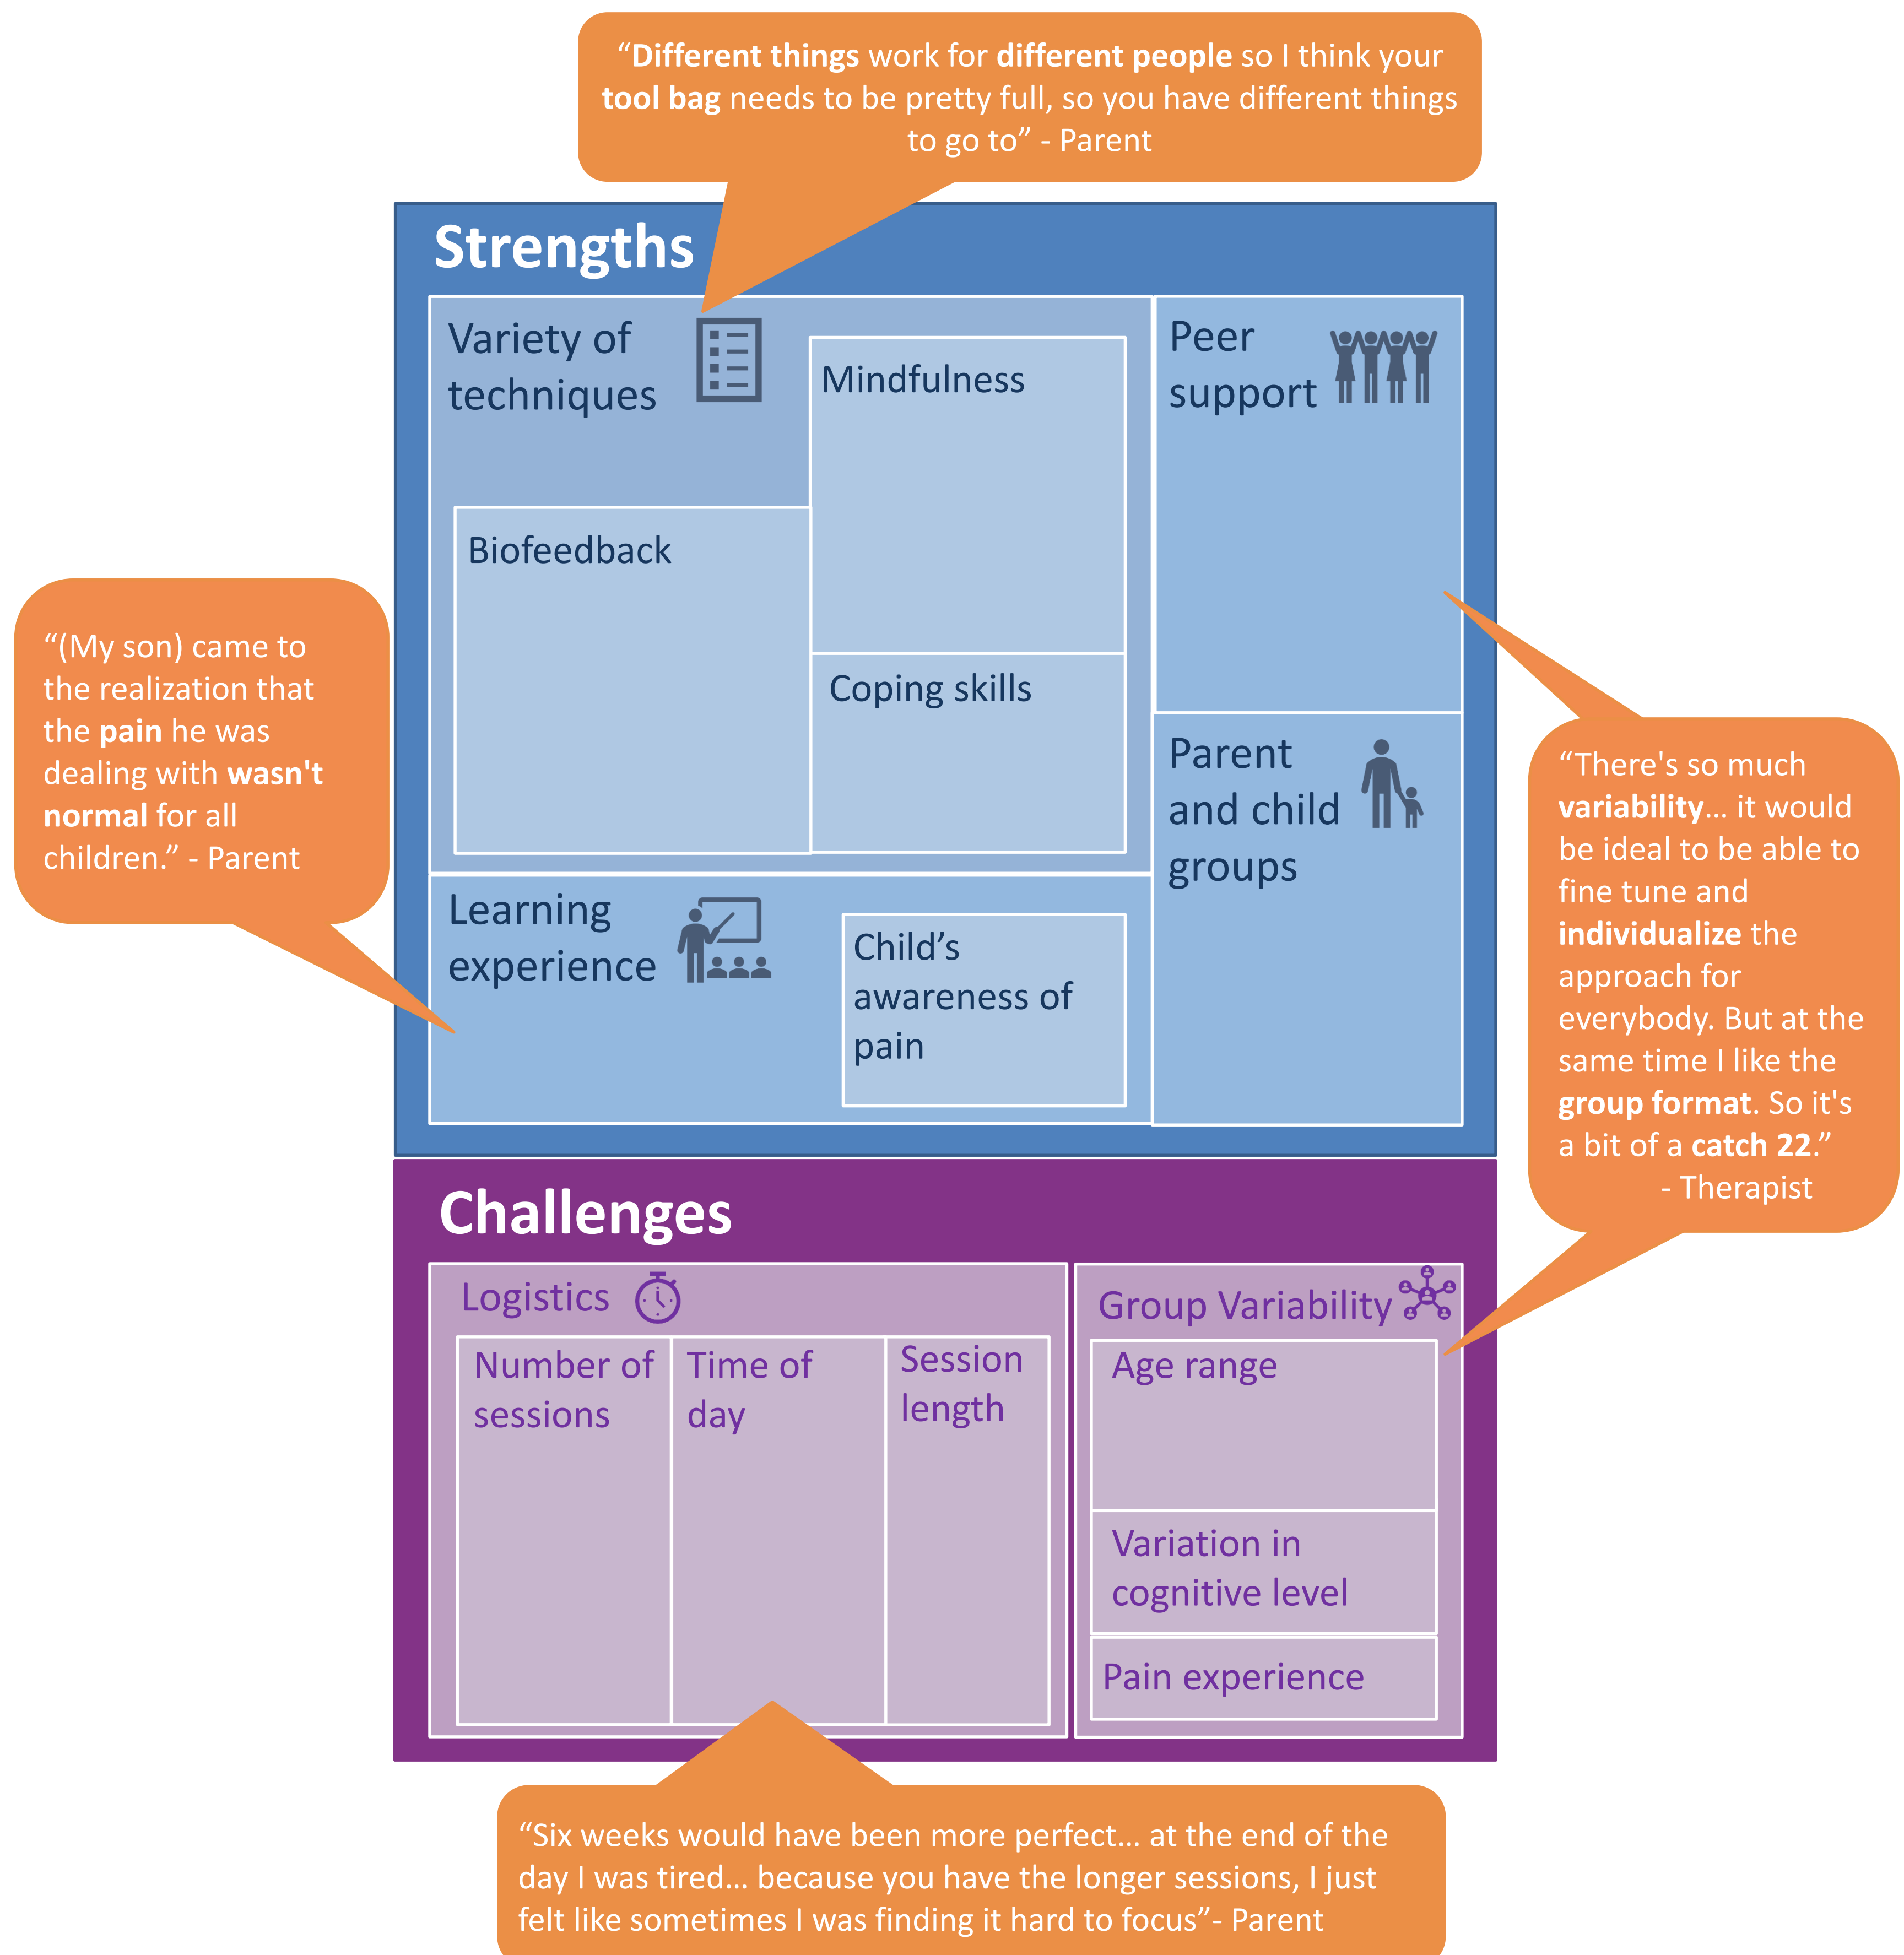 “Different things work for different people so I think your
tool bag needs to be pretty full, so you have different things
to go to” - Parent
Strengths
Variety of
techniques
Mindfulness
Biofeedback
Coping skills
Peer
support
Parent
and child
groups
Learning
experience
Child’s
awareness of
pain
“(My son) came to
the realization that
the pain he was
dealing with wasn't
normal for all
children.” - Parent
“There's so much
variability... it would
be ideal to be able to
fine tune and
individualize the
approach for
everybody. But at the
same time I like the
group format. So it's
a bit of a catch 22.”
- Therapist
Challenges
Logistics
Number of
sessions
Time of
day
Session
length
Group Variability
Age range
Variation in
cognitive level
Pain experience
“Six weeks would have been more perfect... at the end of the
day I was tired... because you have the longer sessions, I just
felt like sometimes I was finding it hard to focus”- Parent